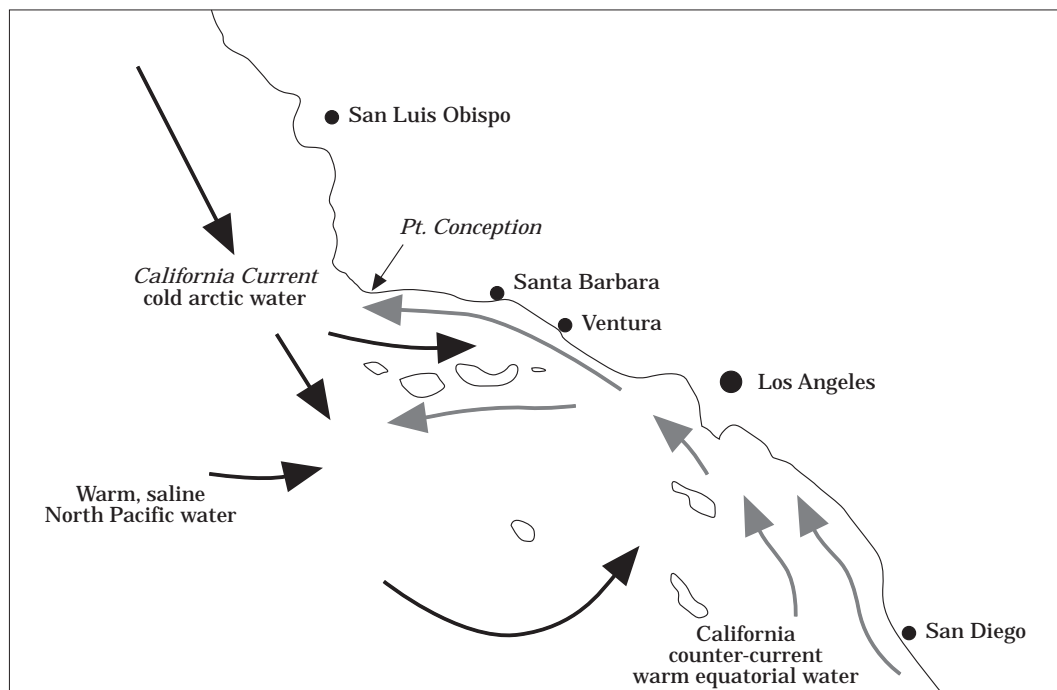 San Luis Obispo
Pt. Conception
California Current
cold arctic water
Santa Barbara
Ventura
Los Angeles
Warm, saline
North Pacific water
California
counter-current
warm equatorial water
San Diego